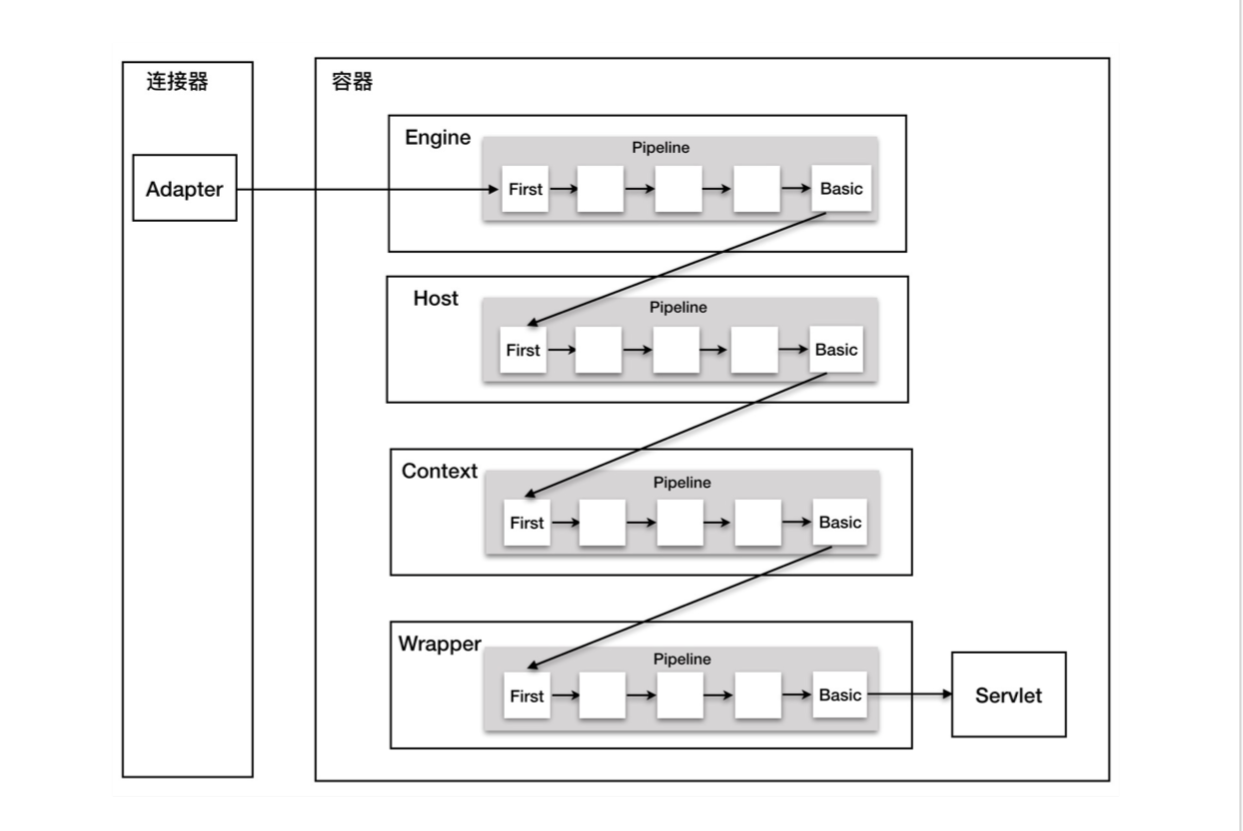 连接器
容器
Engine
Pipeline
Adapter
First
Basic
Host
Pipeline
First
Basic
Context
Pipeline
First
Basic
Wrapper
Pipeline
First
Basic
Servlet